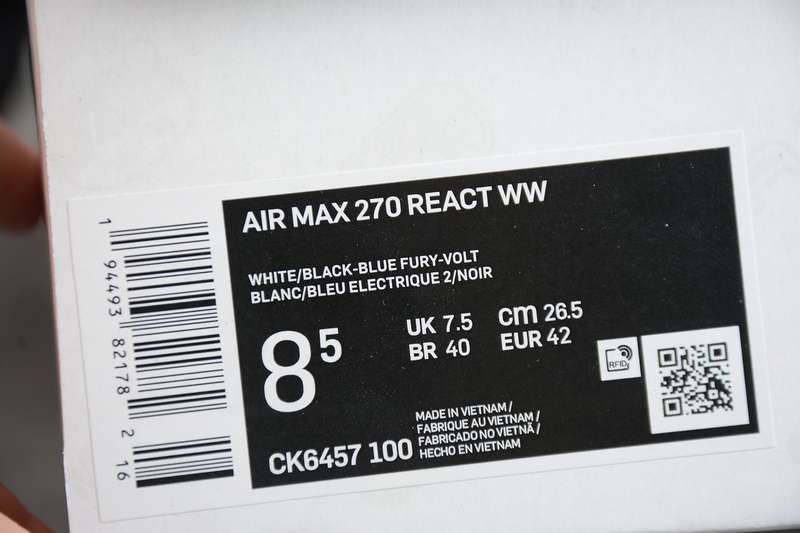 AIR MAX 270 REACT WW
WHITE/BLACK-BLUE FURY-VOLT
BLANC/BLEU ELECTRIQUE 2/NOIR
8 5
UK 7.5 cm 26.5
BR 40 EUR 42
RFID
MADE IN VIETNAM /
FABRIQUE AU VIETNAM /
FABRICADO NO VIETNÃ /
HECHO EN VIETNAM
CK6457 100
1 94493 82178 2 16